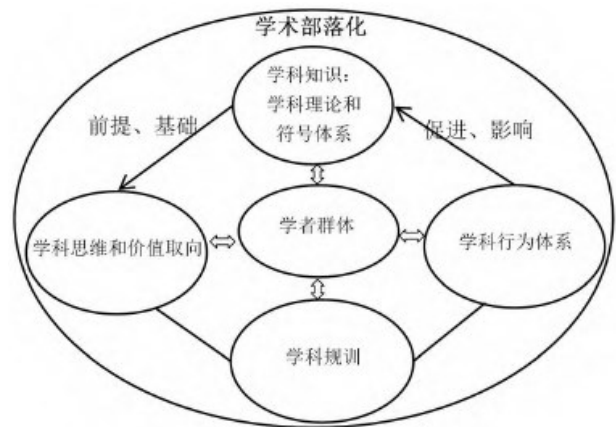 学术部落化
学科知识：
学科理论和
符号体系
前提、基础
促进、影响
学者群体
学科思维和价值取向
学科行为体系
学科规训